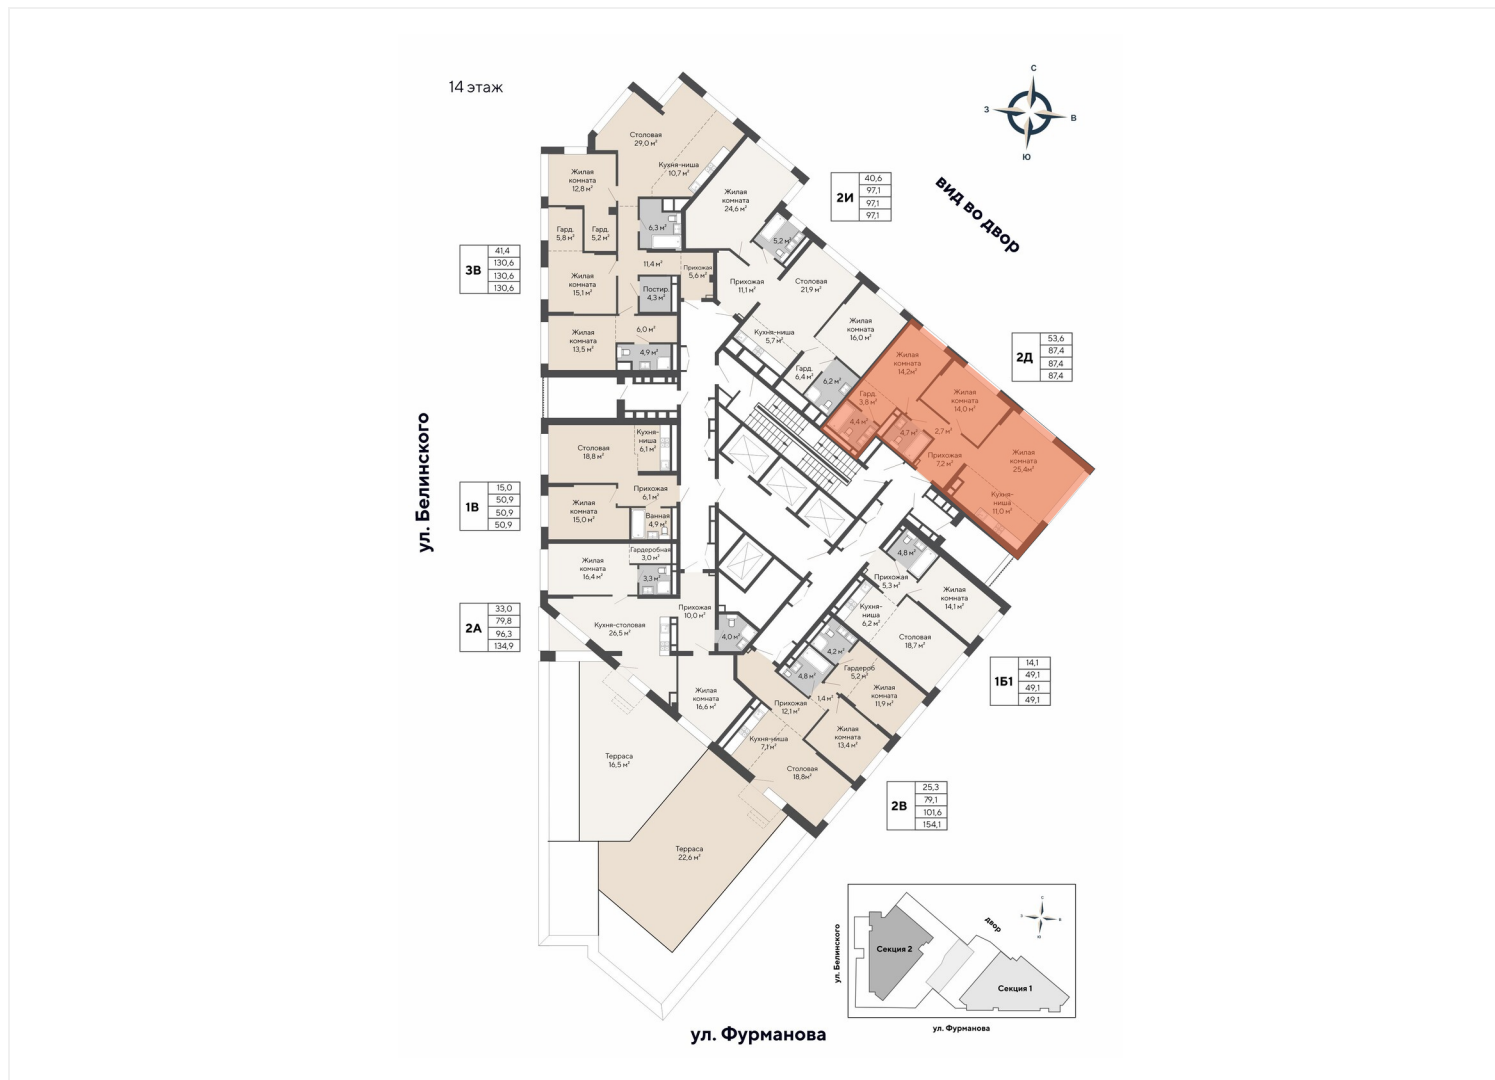 14 этаж
С
З
В
Ю
вид во двор
ул. Белинского
ул. Фурманова
3В
41,4
130,6
130,6
130,6
Столовая
29,0 м²
Кухня-ниша
10,7 м²
Жилая
комната
12,8 м²
Гард.
5,8 м²
Гард.
5,2 м²
6,3 м²
11,4 м²
Прихожая
5,6 м²
Жилая
комната
15,1 м²
Постир.
4,3 м²
6,0 м²
Жилая
комната
13,5 м²
4,9 м²
2И
40,6
97,1
97,1
97,1
Жилая
комната
24,6 м²
5,2 м²
Прихожая
11,1 м²
Столовая
21,9 м²
Кухня-ниша
5,7 м²
Жилая
комната
16,0 м²
Гард.
6,4 м²
6,2 м²
2Д
53,6
87,4
87,4
87,4
Жилая
комната
14,2м²
Гард.
3,8 м²
4,4 м²
Жилая
комната
14,0 м²
4,7 м²
2,7 м²
Прихожая
7,2 м²
Жилая
комната
25,4м²
Кухня-
ниша
11,0 м²
1В
15,0
50,9
50,9
50,9
Столовая
18,8 м²
Кухня-
ниша
6,1 м²
Прихожая
6,1 м²
Жилая
комната
15,0 м²
Ванная
4,9 м²
2А
33,0
79,8
96,3
134,9
Жилая
комната
16,4 м²
Гардеробная
3,0 м²
3,3 м²
Прихожая
10,0 м²
Кухня-столовая
26,5 м²
4,0 м²
Жилая
комната
16,6 м²
Терраса
16,5 м²
1Б1
14,1
49,1
49,1
49,1
4,8 м²
Прихожая
5,3 м²
Жилая
комната
14,1 м²
Кухня-
ниша
6,2 м²
Столовая
18,7 м²
2В
25,3
79,1
101,6
154,1
4,2 м²
4,8 м²
Гардероб
5,2 м²
1,4 м²
Жилая
комната
11,9 м²
Прихожая
12,1 м²
Жилая
комната
13,4 м²
Кухня-ниша
7,1 м²
Столовая
18,8м²
Терраса
22,6 м²
двор
ул. Белинского
Секция 2
Секция 1
ул. Фурманова